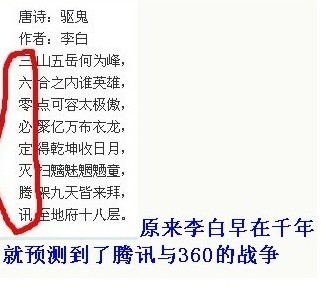 唐诗：驱鬼
作者：李白
三山五岳何为峰，
六合之内谁英雄，
零点可容太极傲，
必聚亿万布衣龙，
定得乾坤收日月，
灭扫魑魅魍魉童，
腾架九天皆来拜，
讯至地府十八层。
原来李白早在千年
就预测到了腾讯与360的战争